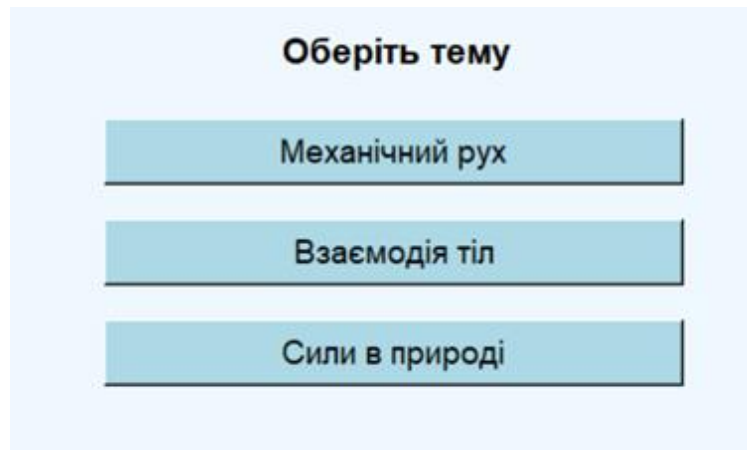 Оберіть тему
Механічний рух
Взаємодія тіл
Сили в природі